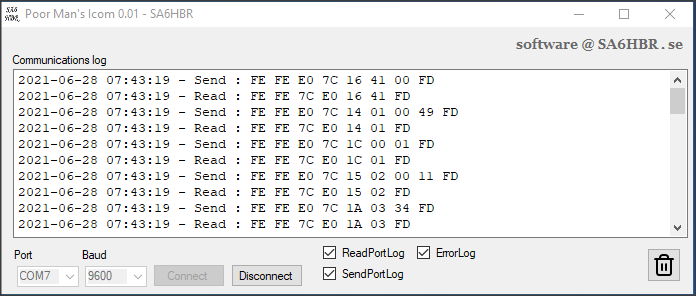 SA6
HBR
Poor Man's Icom 0.01 - SA6HBR
software @ SA6HBR.se
Communications log
2021-06-28 07:43:19 - Send : FE FE E0 7C 16 41 00 FD
2021-06-28 07:43:19 - Read : FE FE 7C E0 16 41 FD
2021-06-28 07:43:19 - Send : FE FE E0 7C 14 01 00 49 FD
2021-06-28 07:43:19 - Read : FE FE 7C E0 14 01 FD
2021-06-28 07:43:19 - Send : FE FE E0 7C 1C 00 01 FD
2021-06-28 07:43:19 - Read : FE FE 7C E0 1C 01 FD
2021-06-28 07:43:19 - Send : FE FE E0 7C 15 02 00 11 FD
2021-06-28 07:43:19 - Read : FE FE 7C E0 15 02 FD
2021-06-28 07:43:19 - Send : FE FE E0 7C 1A 03 34 FD
2021-06-28 07:43:19 - Read : FE FE 7C E0 1A 03 FD
Port Baud
ReadPortLog ErrorLog
COM7 9600 Connect Disconnect
SendPortLog